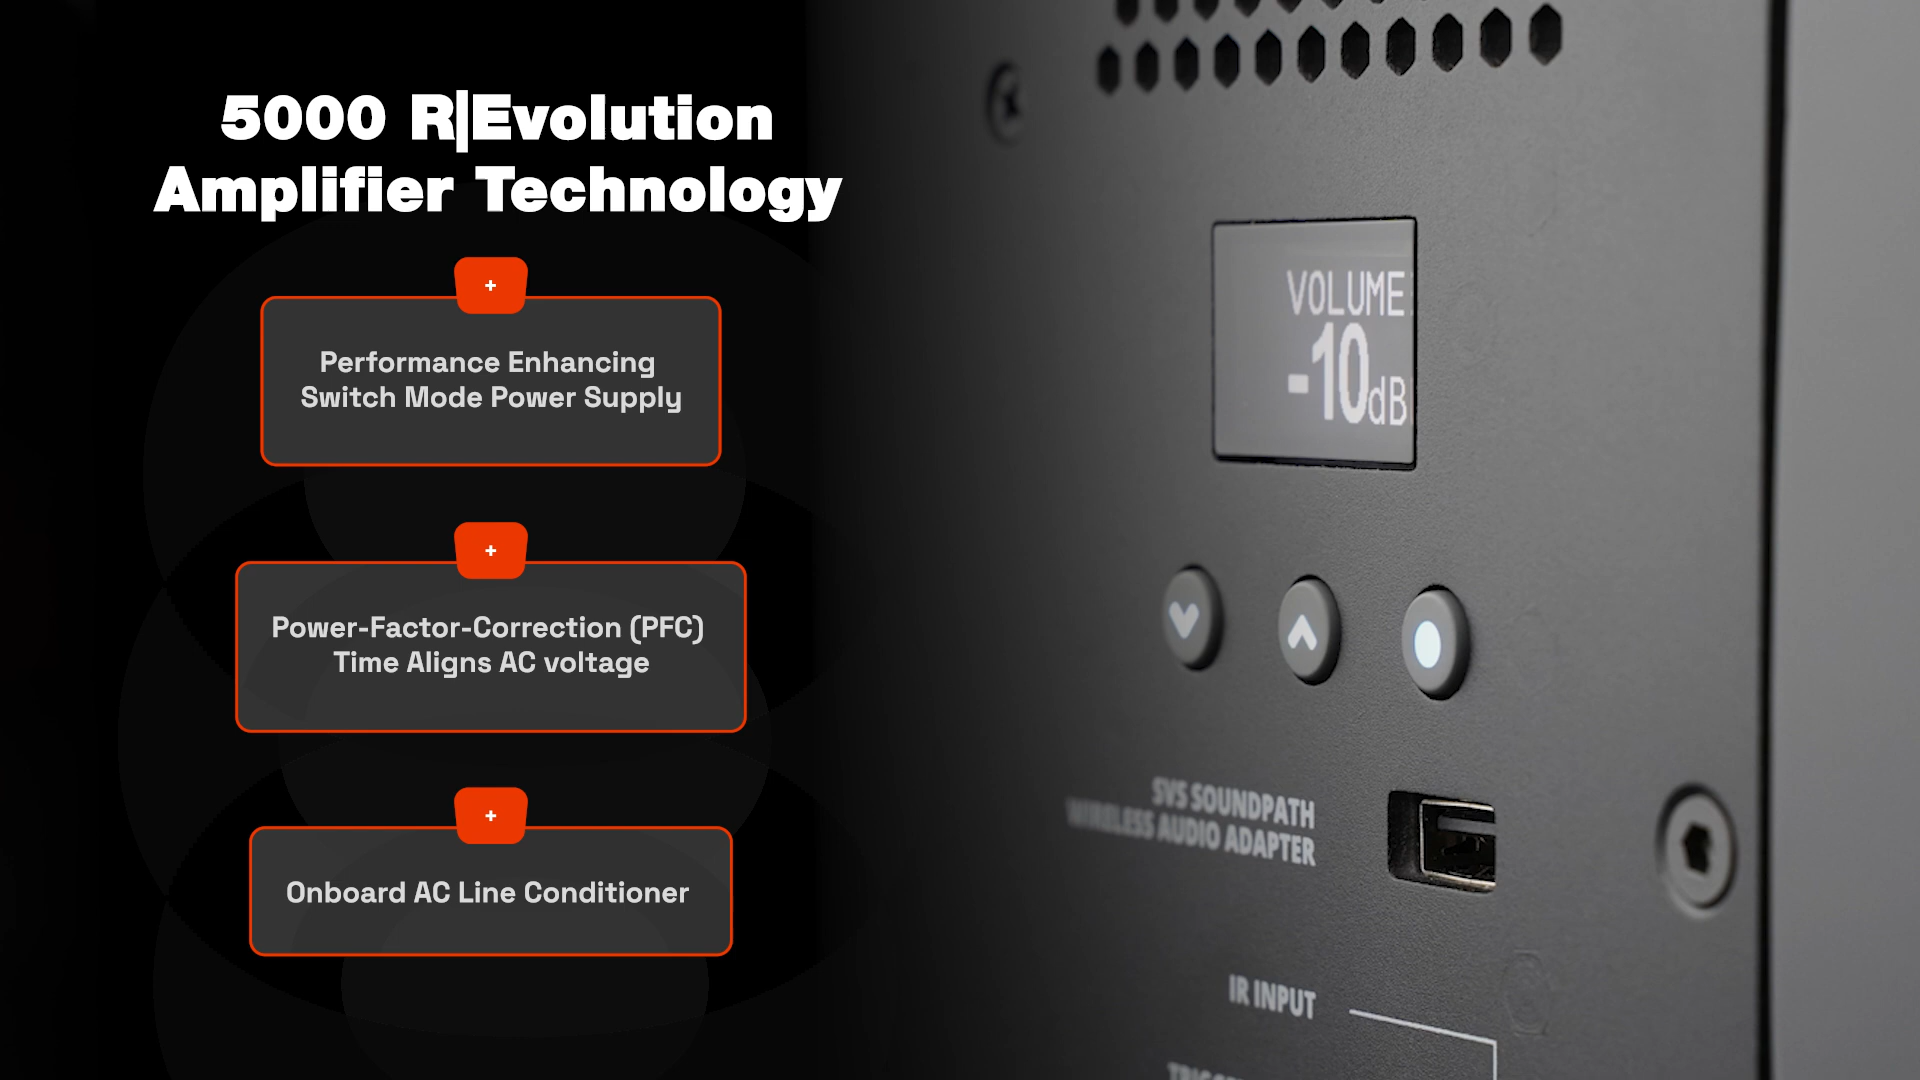 5000 R|Evolution
Amplifier Technology
+
Performance Enhancing
Switch Mode Power Supply
+
Power-Factor-Correction (PFC)
Time Aligns AC voltage
+
Onboard AC Line Conditioner
VOLUME
-10dB
SVS SOUNDPATH
WIRELESS AUDIO ADAPTER
IR INPUT